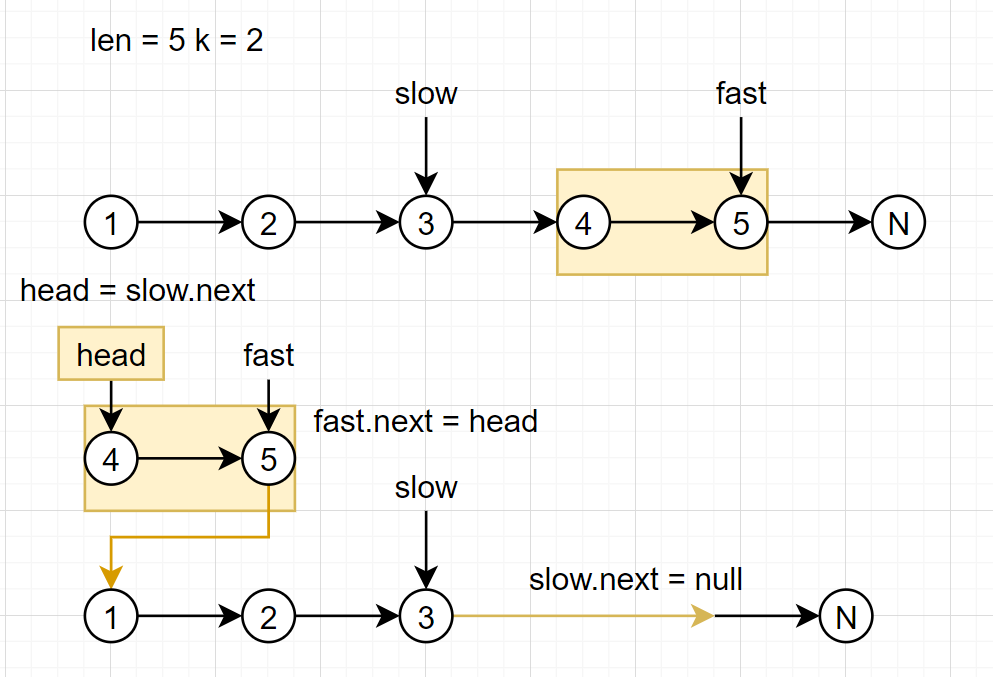 len = 5 k = 2
slow
fast
1 2 3 4 5 N
head = slow.next
head
fast
fast.next = head
4 5
slow
slow.next = null
1 2 3 N